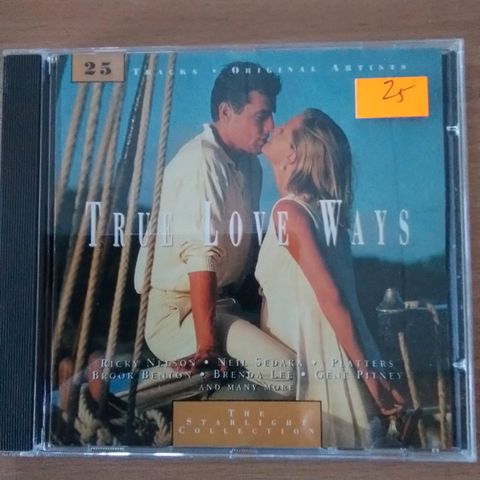 25 TRACKS • ORIGINAL ARTISTS
25
TRUE LOVE WAYS
RICKY NELSON • NEIL SEDAKA • PLATTERS
BROOK BENTON • BRENDA LEE • GENE PITNEY
AND MANY MORE
THE
STARLIGHT
COLLECTION